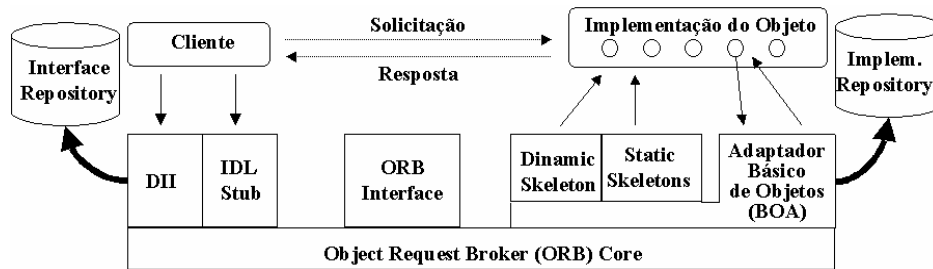 Interface
Repository
Cliente
Solicitação
Resposta
Implementação do Objeto
Implem.
Repository
DII
IDL
Stub
ORB
Interface
Dinamic
Skeleton
Static
Skeletons
Adaptador
Básico
de Objetos
(BOA)
Object Request Broker (ORB) Core